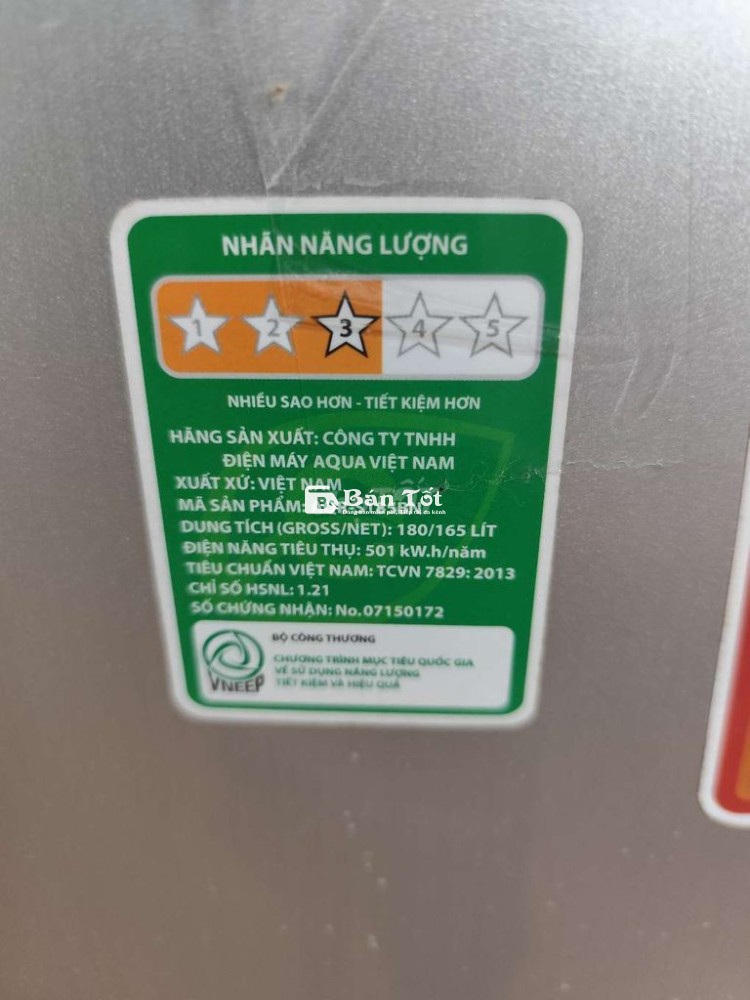 NHÃN NĂNG LƯỢNG
1 2 3 4 5
NHIỀU SAO HƠN - TIẾT KIỆM HƠN
HÃNG SẢN XUẤT: CÔNG TY TNHH
ĐIỆN MÁY AQUA VIỆT NAM
XUẤT XỨ: VIỆT NAM
MÃ SẢN PHẨM:
Bán Tốt
DUNG TÍCH (GROSS/NET): 180/165 LÍT
ĐIỆN NĂNG TIÊU THỤ: 501 kW.h/năm
TIÊU CHUẨN VIỆT NAM: TCVN 7829: 2013
CHỈ SỐ HSNL: 1.21
SỐ CHỨNG NHẬN: No.07150172
BỘ CÔNG THƯƠNG
CHƯƠNG TRÌNH MỤC TIÊU QUỐC GIA
VỀ SỬ DỤNG NĂNG LƯỢNG
TIẾT KIỆM VÀ HIỆU QUẢ
VNEEP